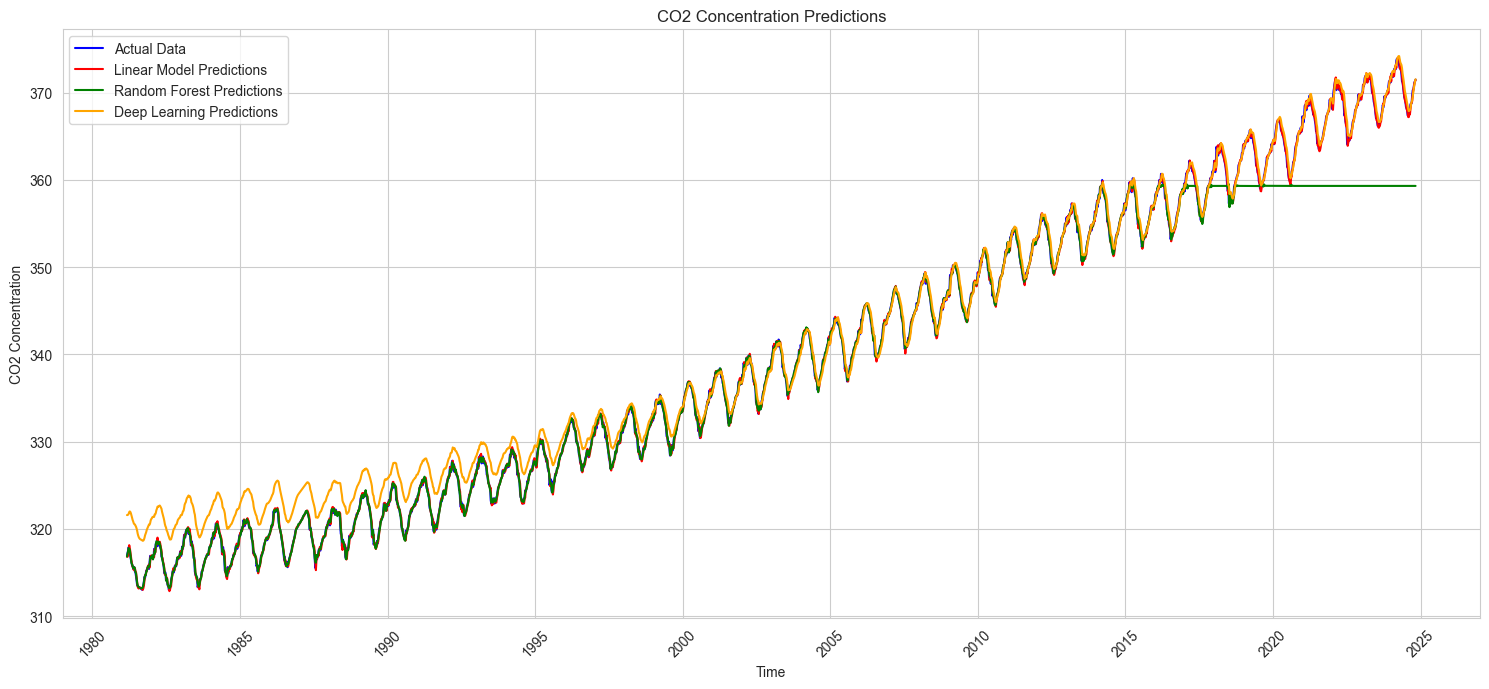 CO2 Concentration Predictions
Actual Data
Linear Model Predictions
Random Forest Predictions
Deep Learning Predictions
CO2 Concentration
370
360
350
340
330
320
310
1980
1985
1990
1995
2000
2005
2010
2015
2020
2025
Time